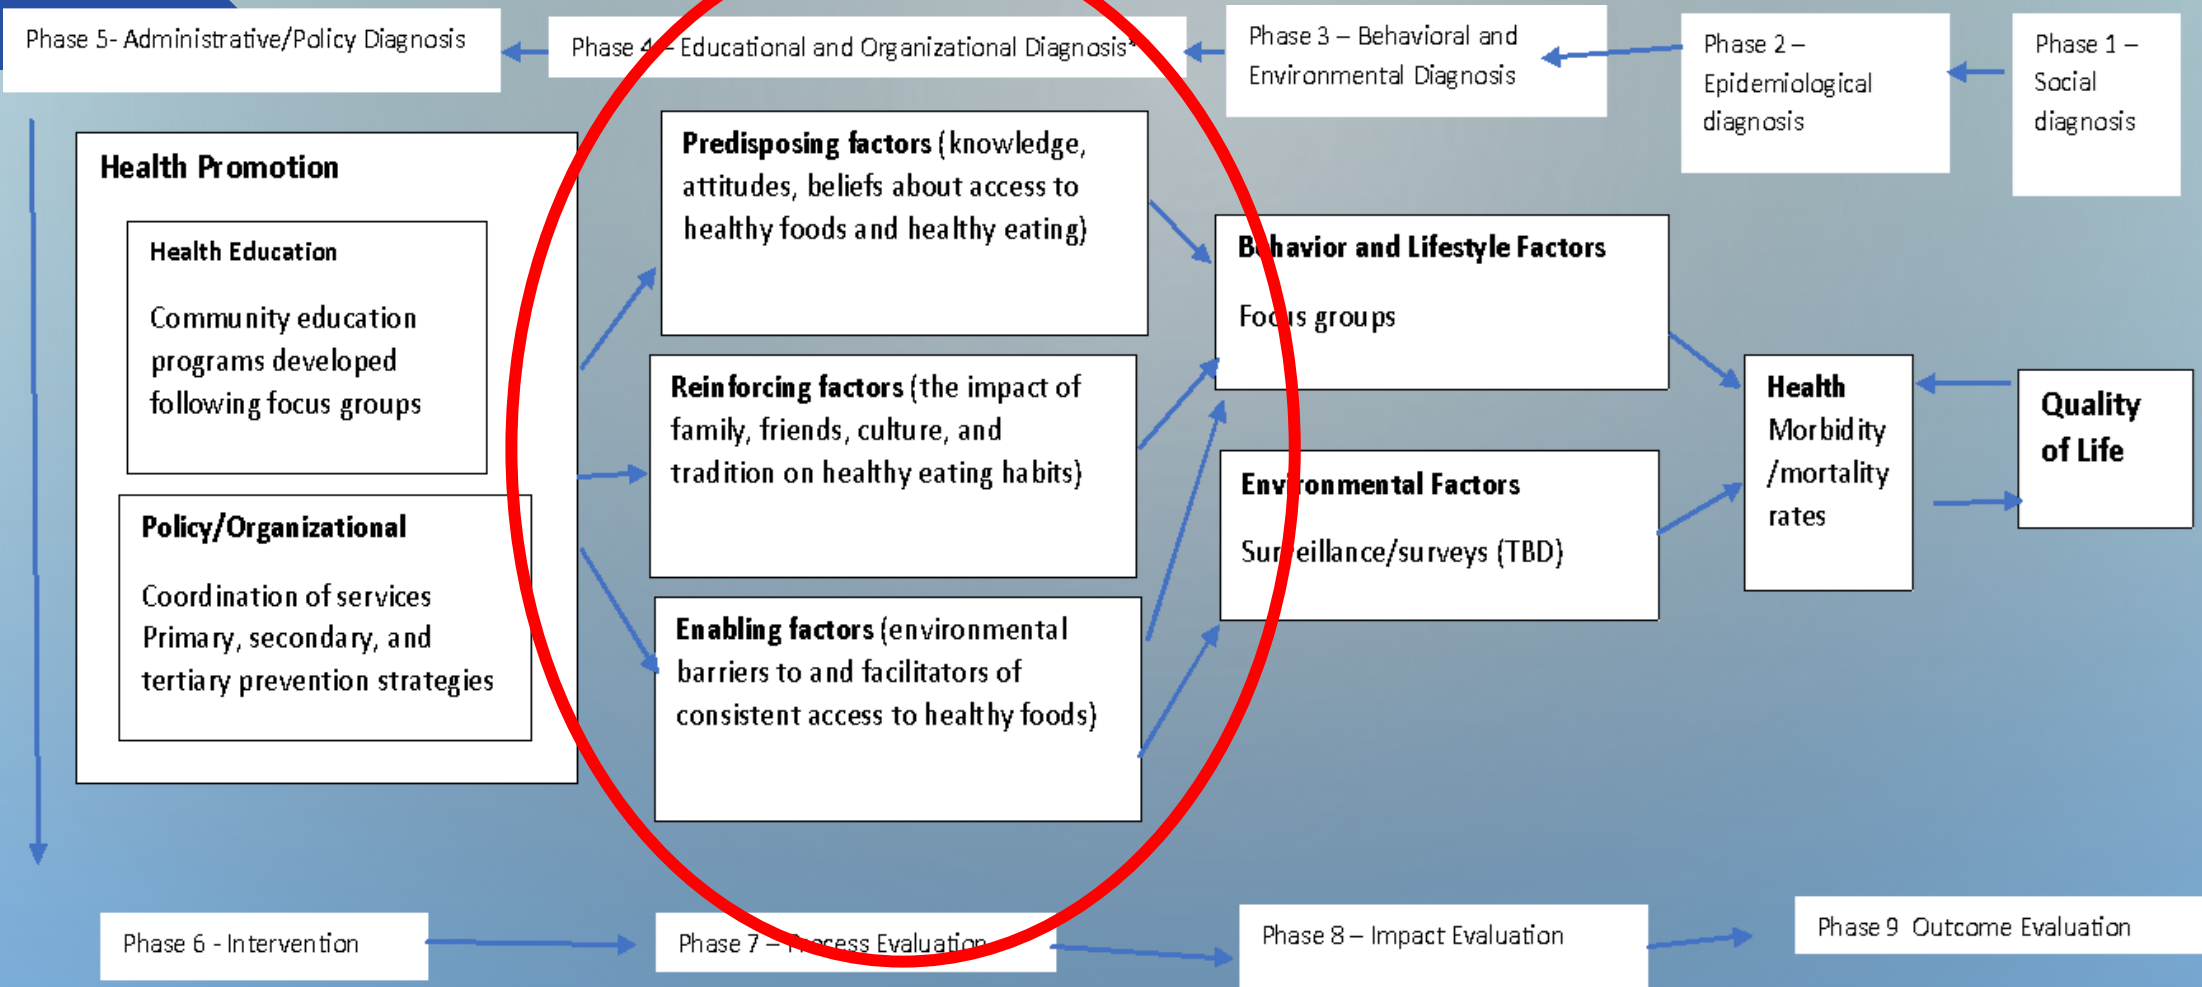 Phase 5- Administrative/Policy Diagnosis
Phase 4 – Educational and Organizational Diagnosis*
Phase 3 – Behavioral and
Environmental Diagnosis
Phase 2 –
Epidemiological
diagnosis
Phase 1 –
Social
diagnosis
Health Promotion
Health Education
Community education
programs developed
following focus groups
Policy/Organizational
Coordination of services
Primary, secondary, and
tertiary prevention strategies
Predisposing factors (knowledge,
attitudes, beliefs about access to
healthy foods and healthy eating)
Reinforcing factors (the impact of
family, friends, culture, and
tradition on healthy eating habits)
Enabling factors (environmental
barriers to and facilitators of
consistent access to healthy foods)
Behavior and Lifestyle Factors
Focus groups
Environmental Factors
Surveillance/surveys (TBD)
Health
Morbidity
/mortality
rates
Quality
of Life
Phase 6 - Intervention
Phase 7 – Process Evaluation
Phase 8 – Impact Evaluation
Phase 9 Outcome Evaluation